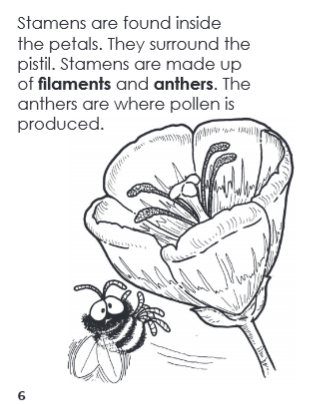 Stamens are found inside
the petals. They surround the
pistil. Stamens are made up
of filaments and anthers. The
anthers are where pollen is
produced.
6